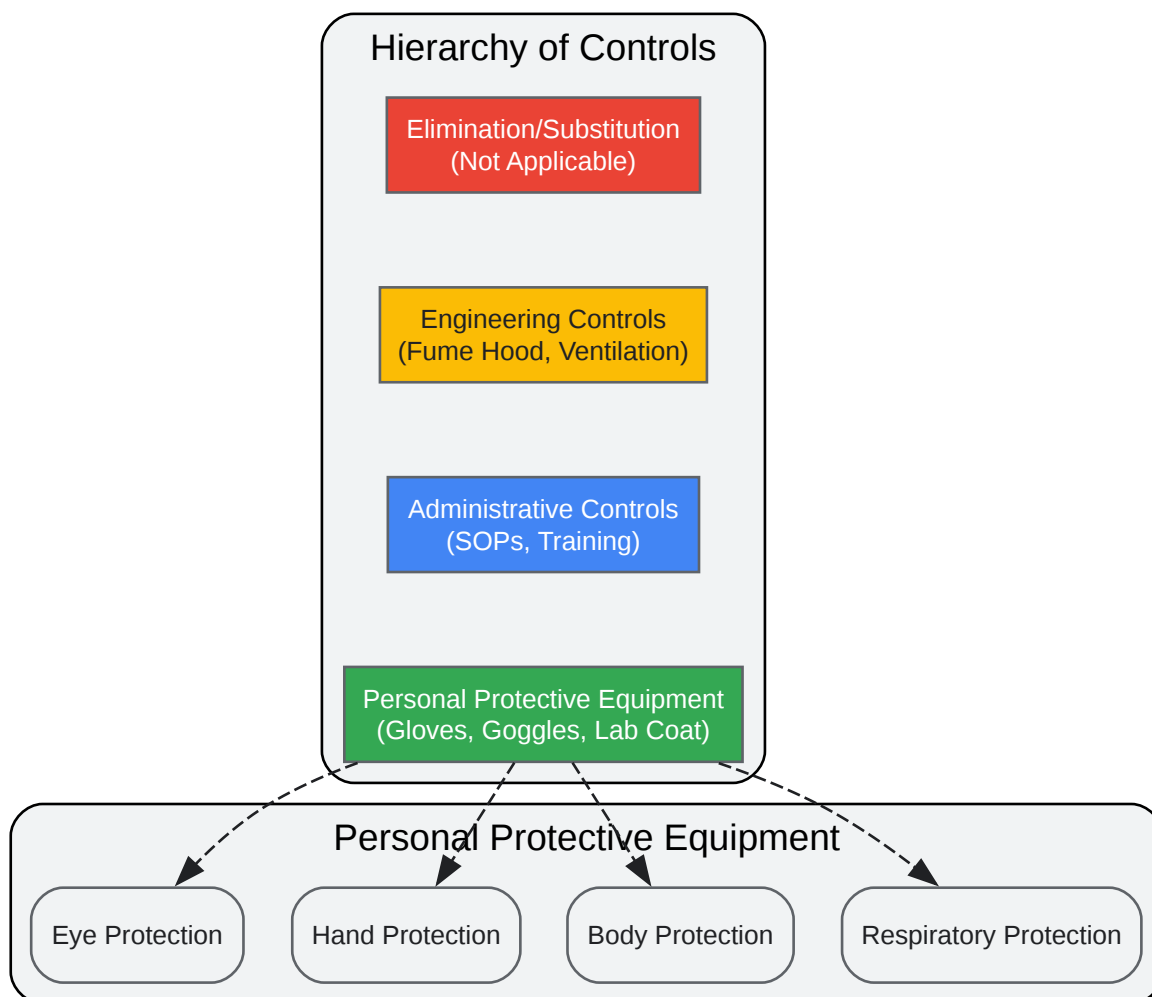 Hierarchy of Controls
Elimination/Substitution
(Not Applicable)
Engineering Controls
(Fume Hood, Ventilation)
Administrative Controls
(SOPs, Training)
Personal Protective Equipment
(Gloves, Goggles, Lab Coat)
Personal Protective Equipment
Eye Protection
Hand Protection
Body Protection
Respiratory Protection